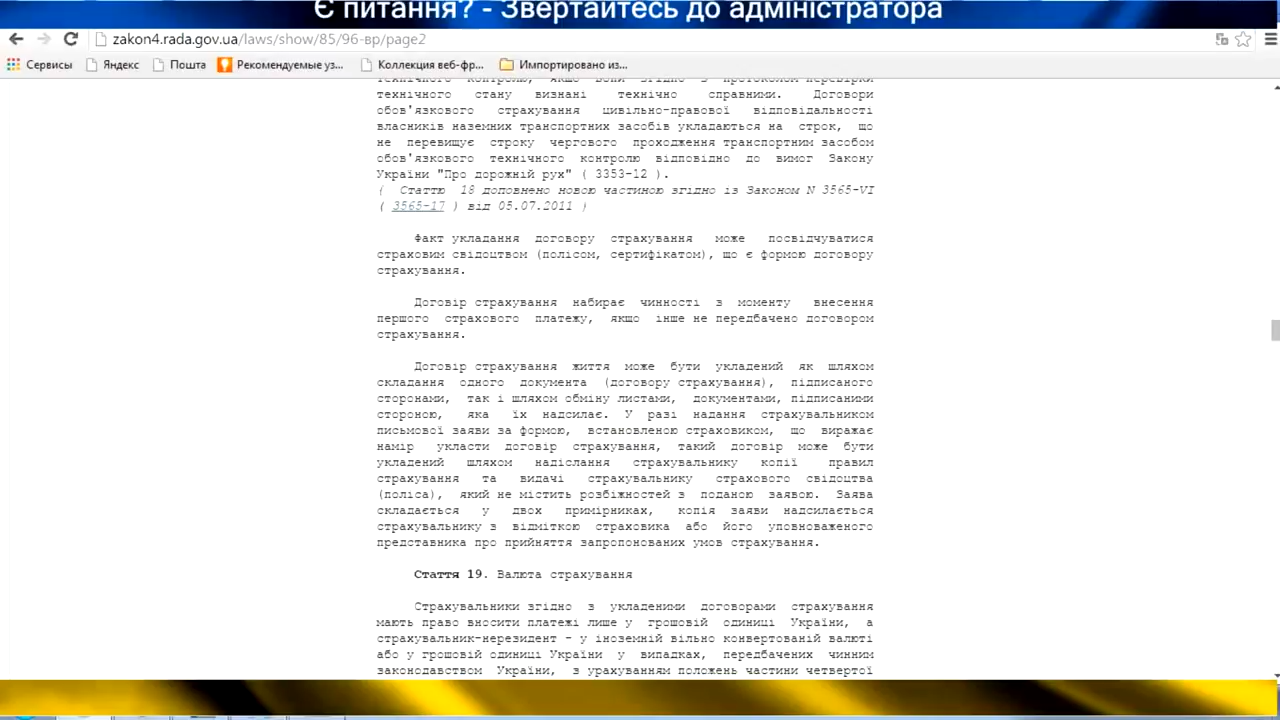 Є питання? - Звертайтесь до адміністратора
zakon4.rada.gov.ua/laws/show/85/96-вр/page2
Сервисы Яндекс Пошта Рекомендуемые уз... Коллекция веб-фр... Импортировано из...
технічного контролю, якщо вони згідно з протоколом перевірки
технічного стану визнані технічно справними. Договори
обов'язкового страхування цивільно-правової відповідальності
власників наземних транспортних засобів укладаються на строк, що
не перевищує строку чергового проходження транспортним засобом
обов'язкового технічного контролю відповідно до вимог Закону
України "Про дорожній рух" ( 3353-12 ).
( Статтю 18 доповнено новою частиною згідно із Законом N 3565-VI
( 3565-17 ) від 05.07.2011 )
Факт укладання договору страхування може посвідчуватися
страховим свідоцтвом (полісом, сертифікатом), що є формою договору
страхування.
Договір страхування набирає чинності з моменту внесення
першого страхового платежу, якщо інше не передбачено договором
страхування.
Договір страхування життя може бути укладений як шляхом
складання одного документа (договору страхування), підписаного
сторонами, так і шляхом обміну листами, документами, підписаними
стороною, яка їх надсилає. У разі надання страхувальником
письмової заяви за формою, встановленою страховиком, що виражає
намір укласти договір страхування, такий договір може бути
укладений шляхом надіслання страхувальнику копії правил
страхування та видачі страхувальнику страхового свідоцтва
(поліса), який не містить розбіжностей з поданою заявою. Заява
складається у двох примірниках, копія заяви надсилається
страхувальнику з відміткою страховика або його уповноваженого
представника про прийняття запропонованих умов страхування.
Стаття 19. Валюта страхування
Страхувальники згідно з укладеними договорами страхування
мають право вносити платежі лише у грошовій одиниці України, а
страхувальник-нерезидент - у іноземній вільно конвертованій валюті
або у грошовій одиниці України у випадках, передбачених чинним
законодавством України, з урахуванням положень частини четвертої